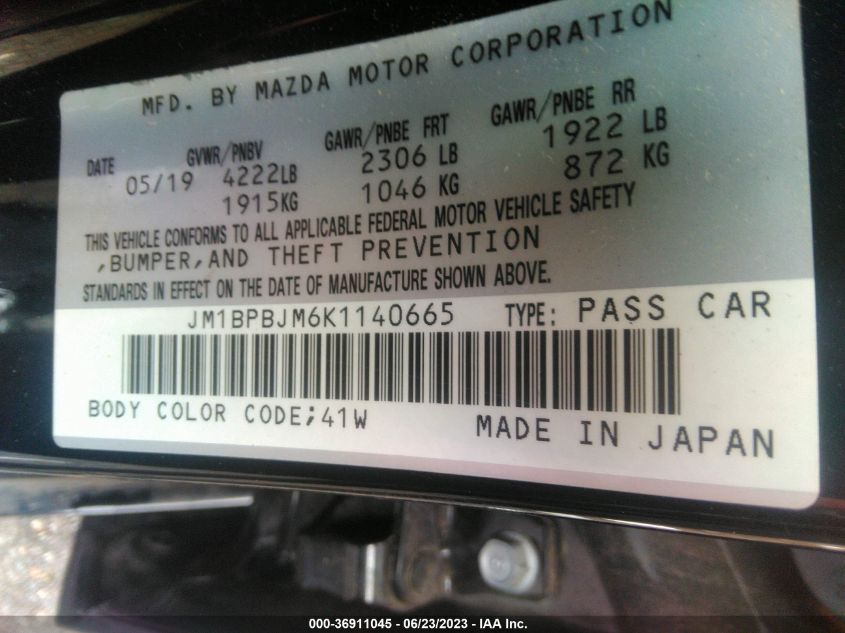 MFD. BY MAZDA MOTOR CORPORATION
DATE GVWR/PNBV GAWR/PNBE FRT GAWR/PNBE RR
05/19 4222LB 2306 LB 1922 LB
1915KG 1046 KG 872 KG
THIS VEHICLE CONFORMS TO ALL APPLICABLE FEDERAL MOTOR VEHICLE SAFETY
,BUMPER,AND THEFT PREVENTION
STANDARDS IN EFFECT ON THE DATE OF MANUFACTURE SHOWN ABOVE.
JM1BPBJM6K1140665 TYPE: PASS CAR
BODY COLOR CODE;41W MADE IN JAPAN
000-36911045 - 06/23/2023 - IAA Inc.